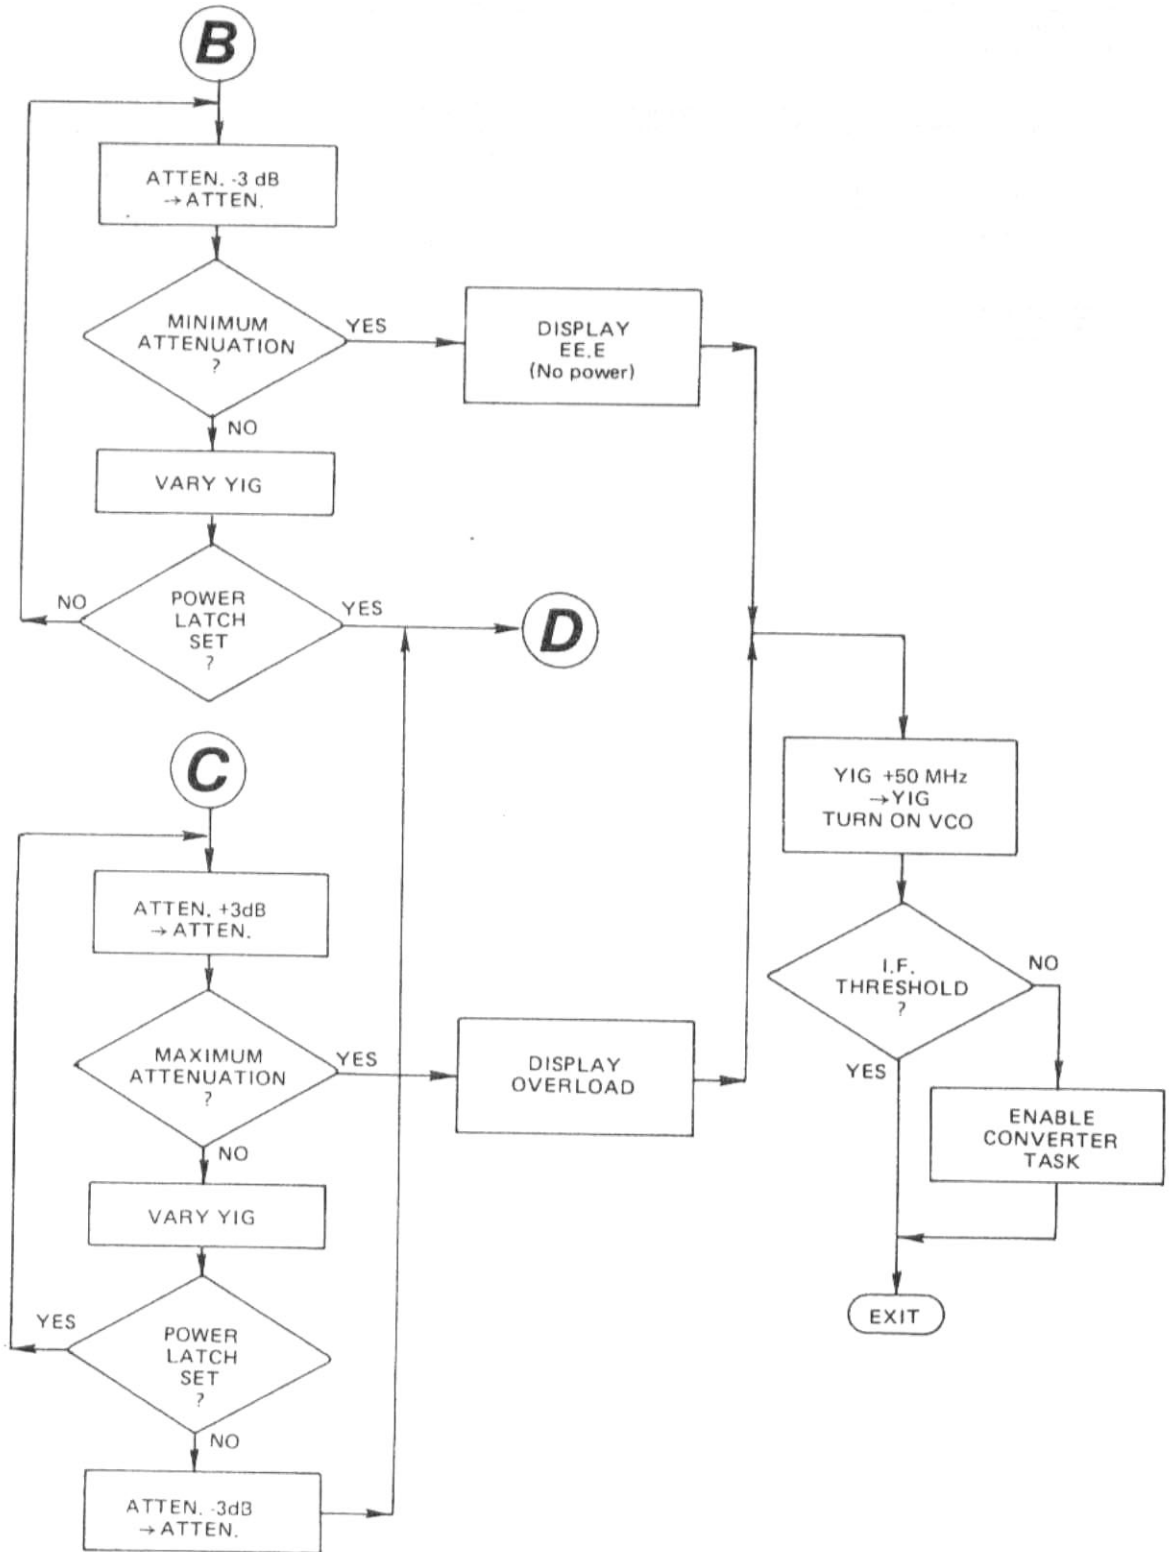 B
ATTEN. -3 dB
→ATTEN.
MINIMUM
ATTENUATION
?
YES
DISPLAY
EE.E
(No power)
NO
VARY YIG
POWER
LATCH
SET
?
NO
YES
D
C
ATTEN. +3dB
→ATTEN.
MAXIMUM
ATTENUATION
?
YES
DISPLAY
OVERLOAD
NO
VARY YIG
POWER
LATCH
SET
?
YES
NO
ATTEN. -3dB
→ATTEN.
YIG +50 MHz
→YIG
TURN ON VCO
I.F.
THRESHOLD
?
NO
YES
ENABLE
CONVERTER
TASK
EXIT